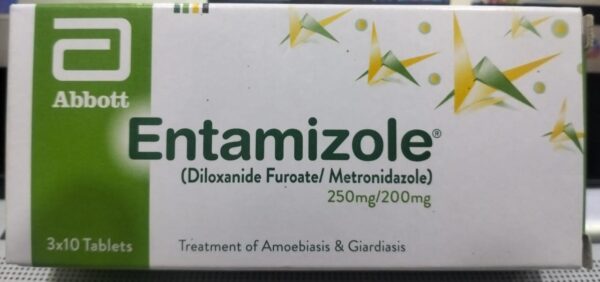 Abbott
Entamizole®
(Diloxanide Furoate/ Metronidazole)
250mg/200mg
3x10 Tablets
Treatment of Amoebiasis & Giardiasis